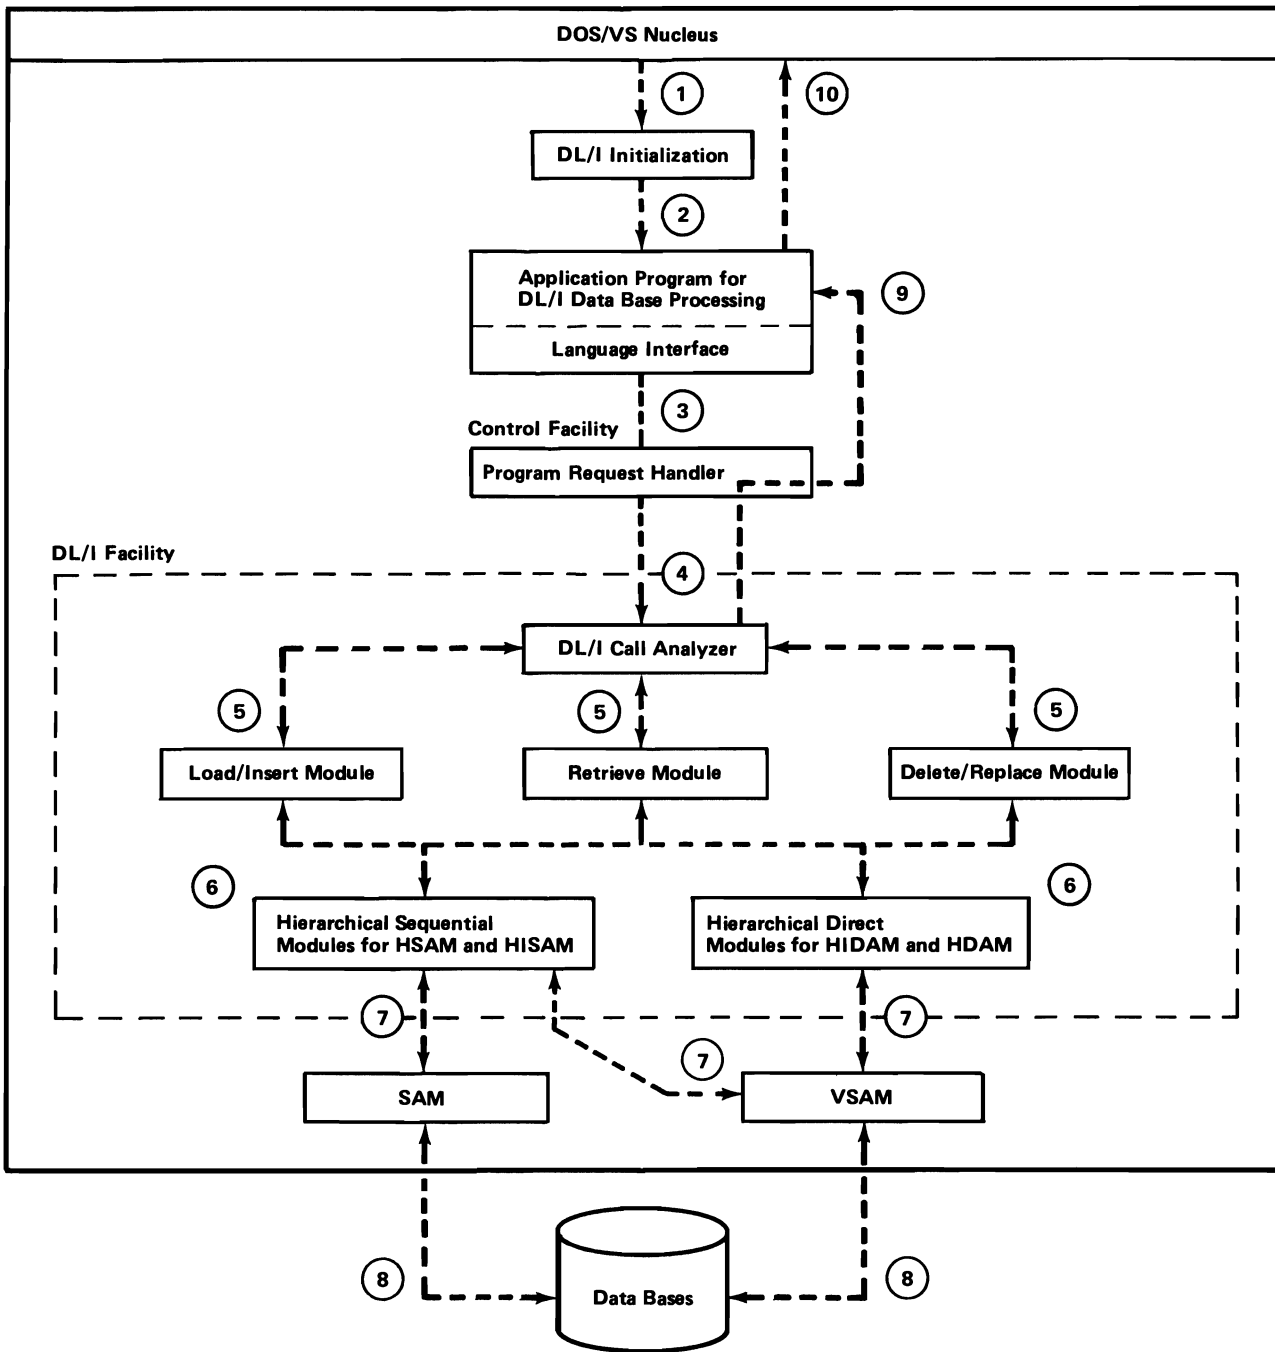 DOS/VS Nucleus
1
10
DL/I Initialization
2
Application Program for
DL/I Data Base Processing
9
Language Interface
3
Control Facility
Program Request Handler
DL/I Facility
4
DL/I Call Analyzer
5
5
5
Load/Insert Module
Retrieve Module
Delete/Replace Module
6
6
Hierarchical Sequential
Modules for HSAM and HISAM
Hierarchical Direct
Modules for HIDAM and HDAM
7
7
7
SAM
VSAM
8
8
Data Bases